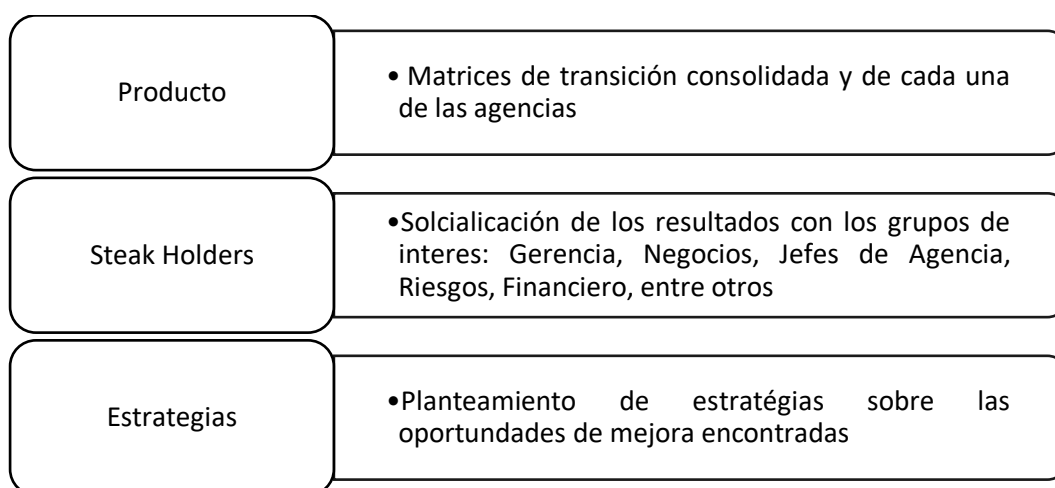 Producto
• Matrices de transición consolidada y de cada una
de las agencias
Steak Holders
•Solcialicación de los resultados con los grupos de
interes: Gerencia, Negocios, Jefes de Agencia,
Riesgos, Financiero, entre otros
Estrategias
•Planteamiento de estratégias sobre las
oportundades de mejora encontradas